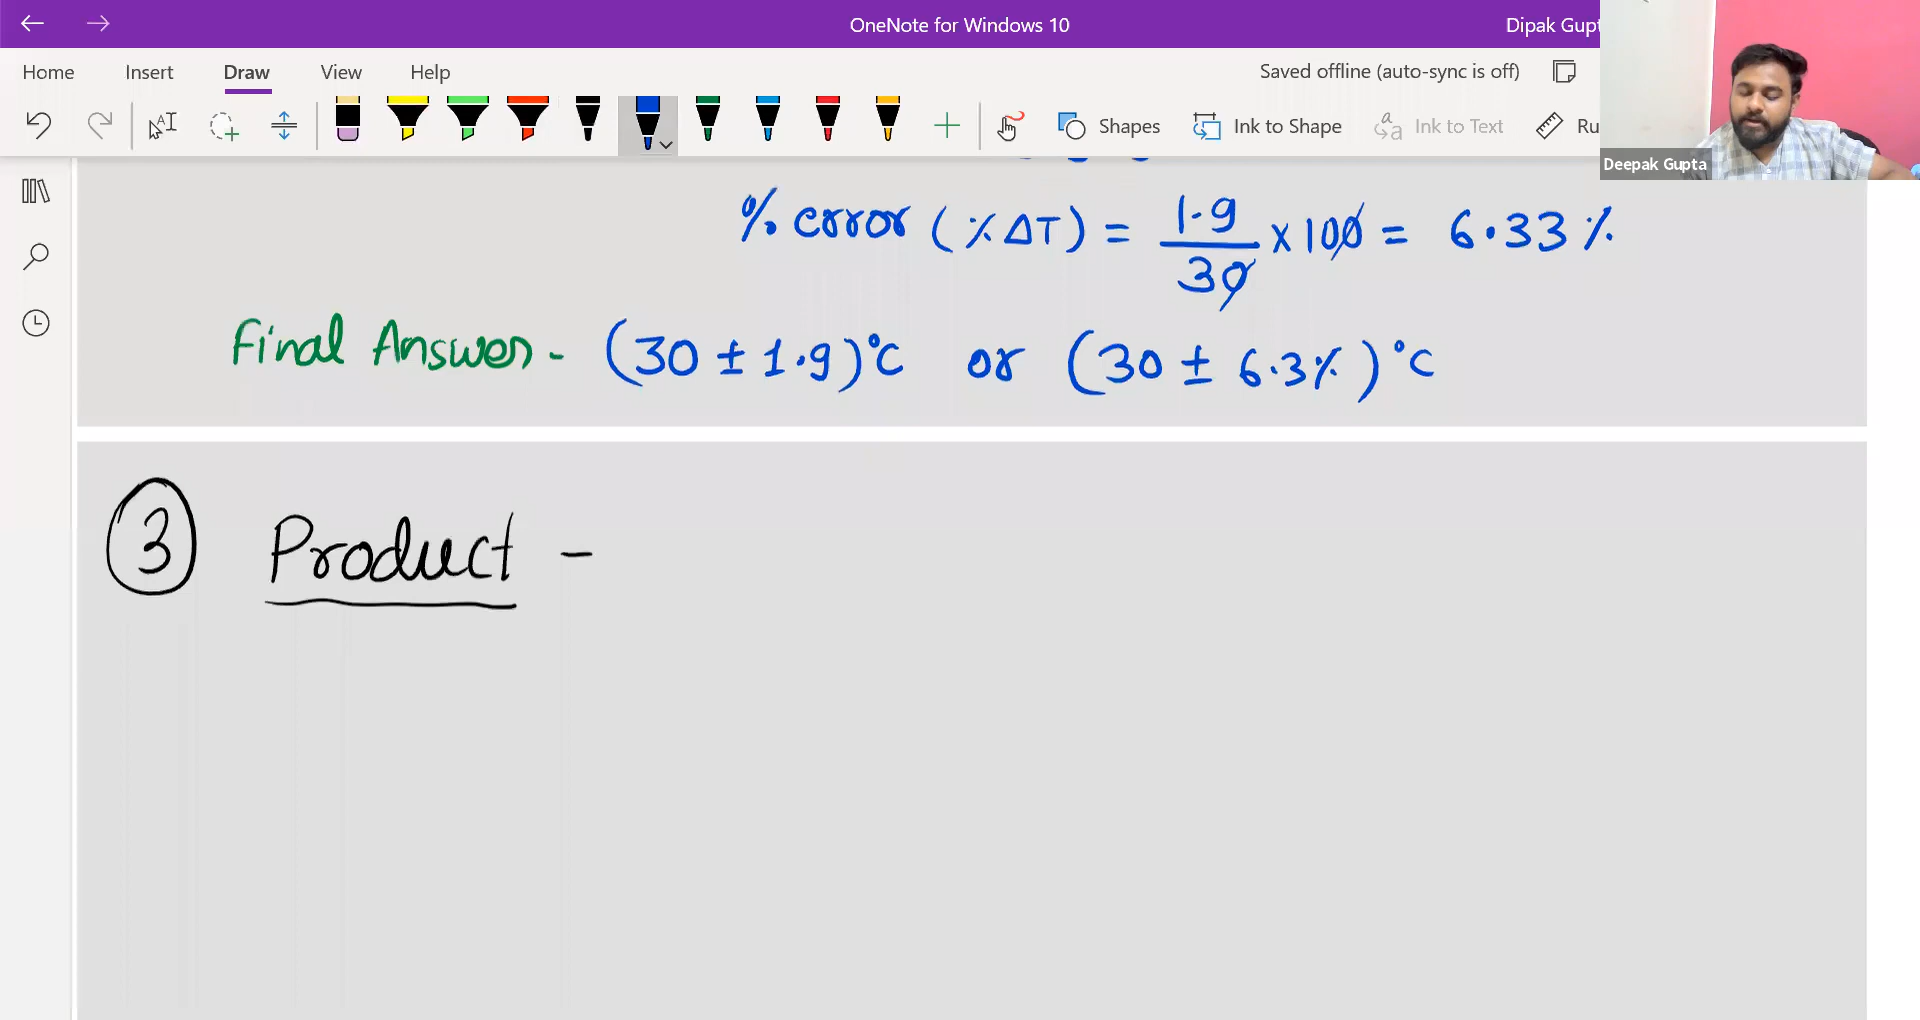 OneNote for Windows 10
Dipak Gup
Home Insert Draw View Help
Saved offline (auto-sync is off)
Shapes Ink to Shape Ink to Text Ru
Deepak Gupta
% error (% ΔT) = 1.9/30 x 100 = 6.33 %
Final Answer - (30 ± 1.9)°C or (30 ± 6.3%)°C
3 Product -